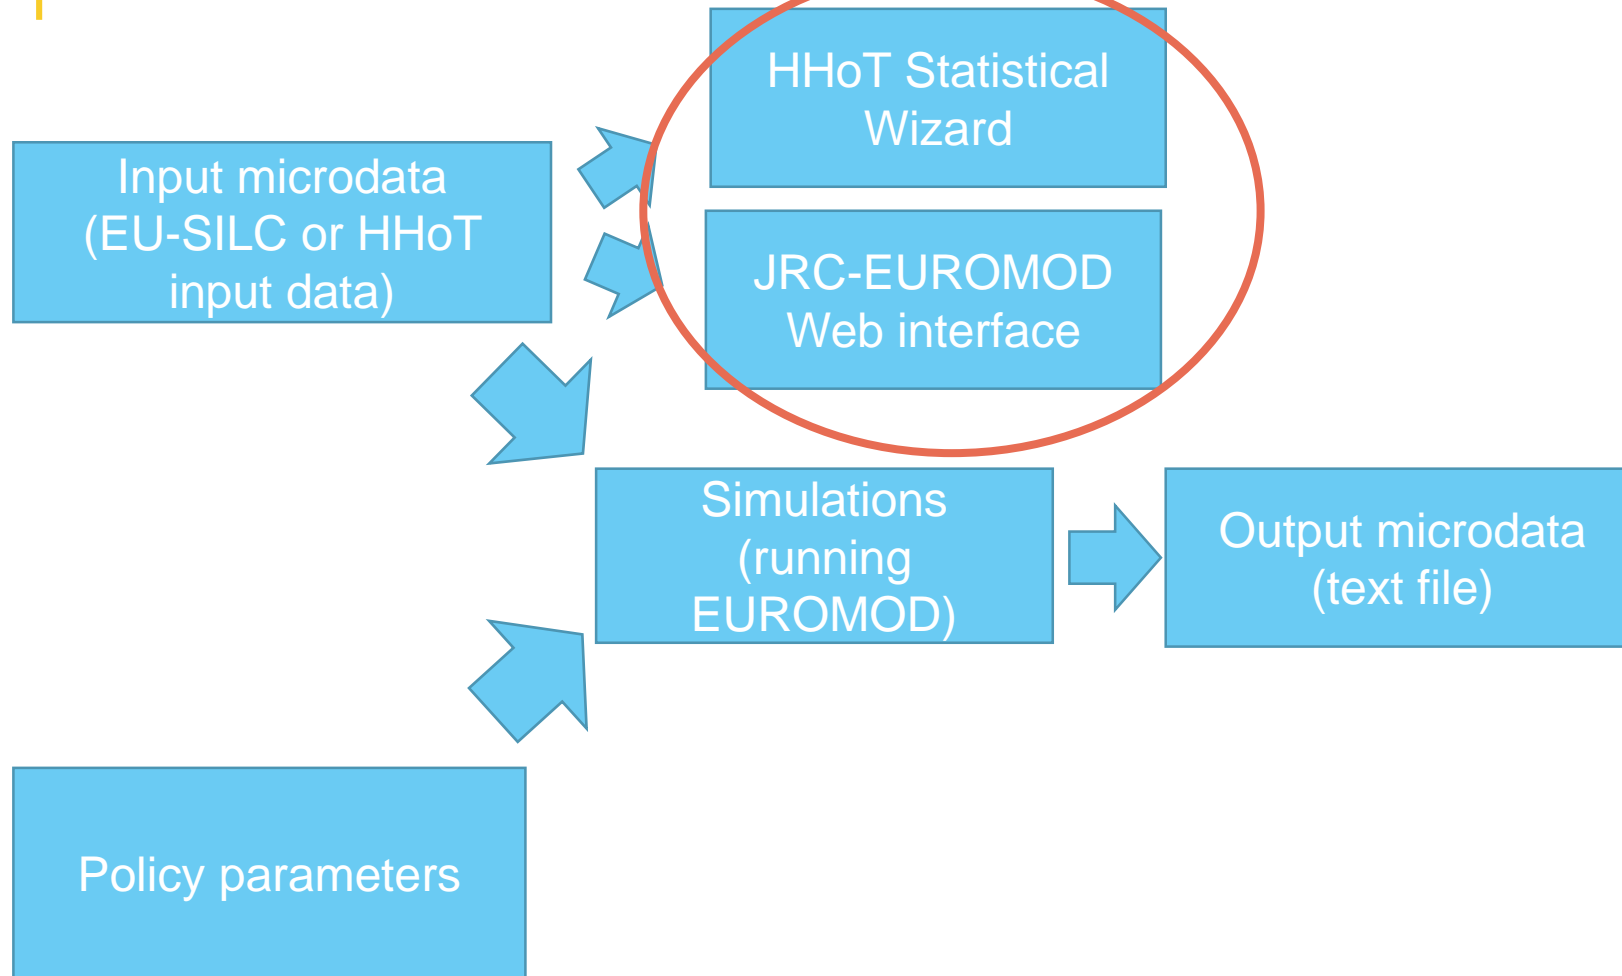 HHoT Statistical
Wizard
Input microdata
(EU-SILC or HHoT
input data)
JRC-EUROMOD
Web interface
Simulations
(running
EUROMOD)
Output microdata
(text file)
Policy parameters